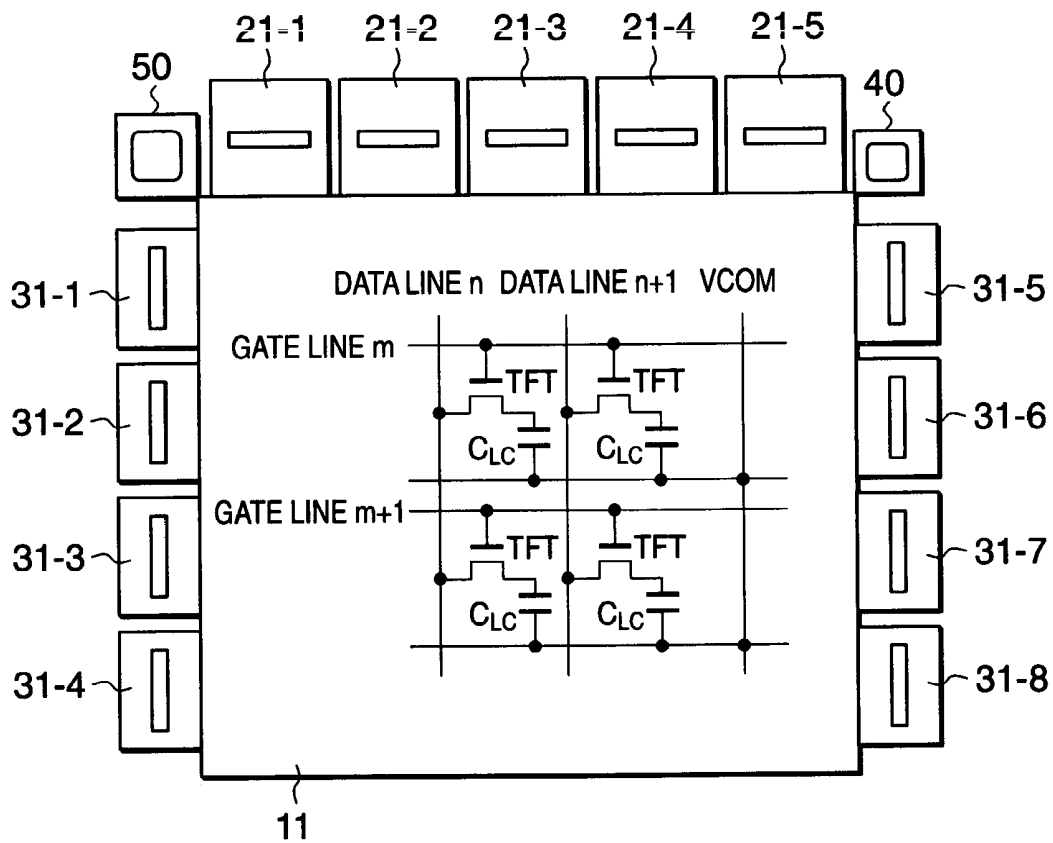 21-1 21-2 21-3 21-4 21-5
50 40
DATA LINE n DATA LINE n+1 VCOM
31-1 31-5
GATE LINE m
TFT TFT
31-2 31-6
CLC CLC
GATE LINE m+1
31-3 TFT TFT 31-7
CLC CLC
31-4 31-8
11